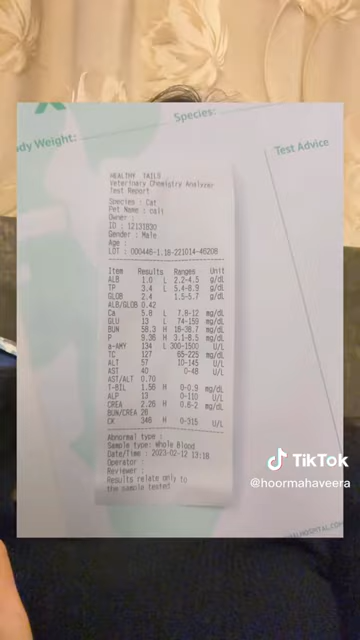 Species:
dy Weight:
Test Advice
HEALTHY TAILS
Veterinary Chemistry Analyzer
Test Report
Species : Cat
Pet Name : cali
Owner :
ID : 12131830
Gender : Male
Age :
LOT : 000446-1.18-221014-46208
Item Results Ranges Unit
ALB 1.0 L 2.2-4.5 g/dL
TP 3.4 L 5.4-8.9 g/dL
GLOB 2.4 1.5-5.7 g/dL
ALB/GLOB 0.42
Ca 5.8 L 7.8-12 mg/dL
GLU 13 L 74-159 mg/dL
BUN 58.3 H 18-38.7 mg/dL
P 9.36 H 3.1-8.5 mg/dL
α-AMY 134 L 300-1500 U/L
TC 127 65-225 mg/dL
ALT 57 10-145 U/L
AST 40 0-48 U/L
AST/ALT 0.70
T-BIL 1.56 H 0-0.9 mg/dL
ALP 13 0-110 U/L
CREA 2.26 H 0.6-2 mg/dL
BUN/CREA 26
CK 346 H 0-315 U/L
Abnormal type :
Sample type: Whole Blood
Date/Time : 2023-02-12 13:18
Operator :
Reviewer :
Results relate only to
the sample tested
TikTok
@hoormahaveera